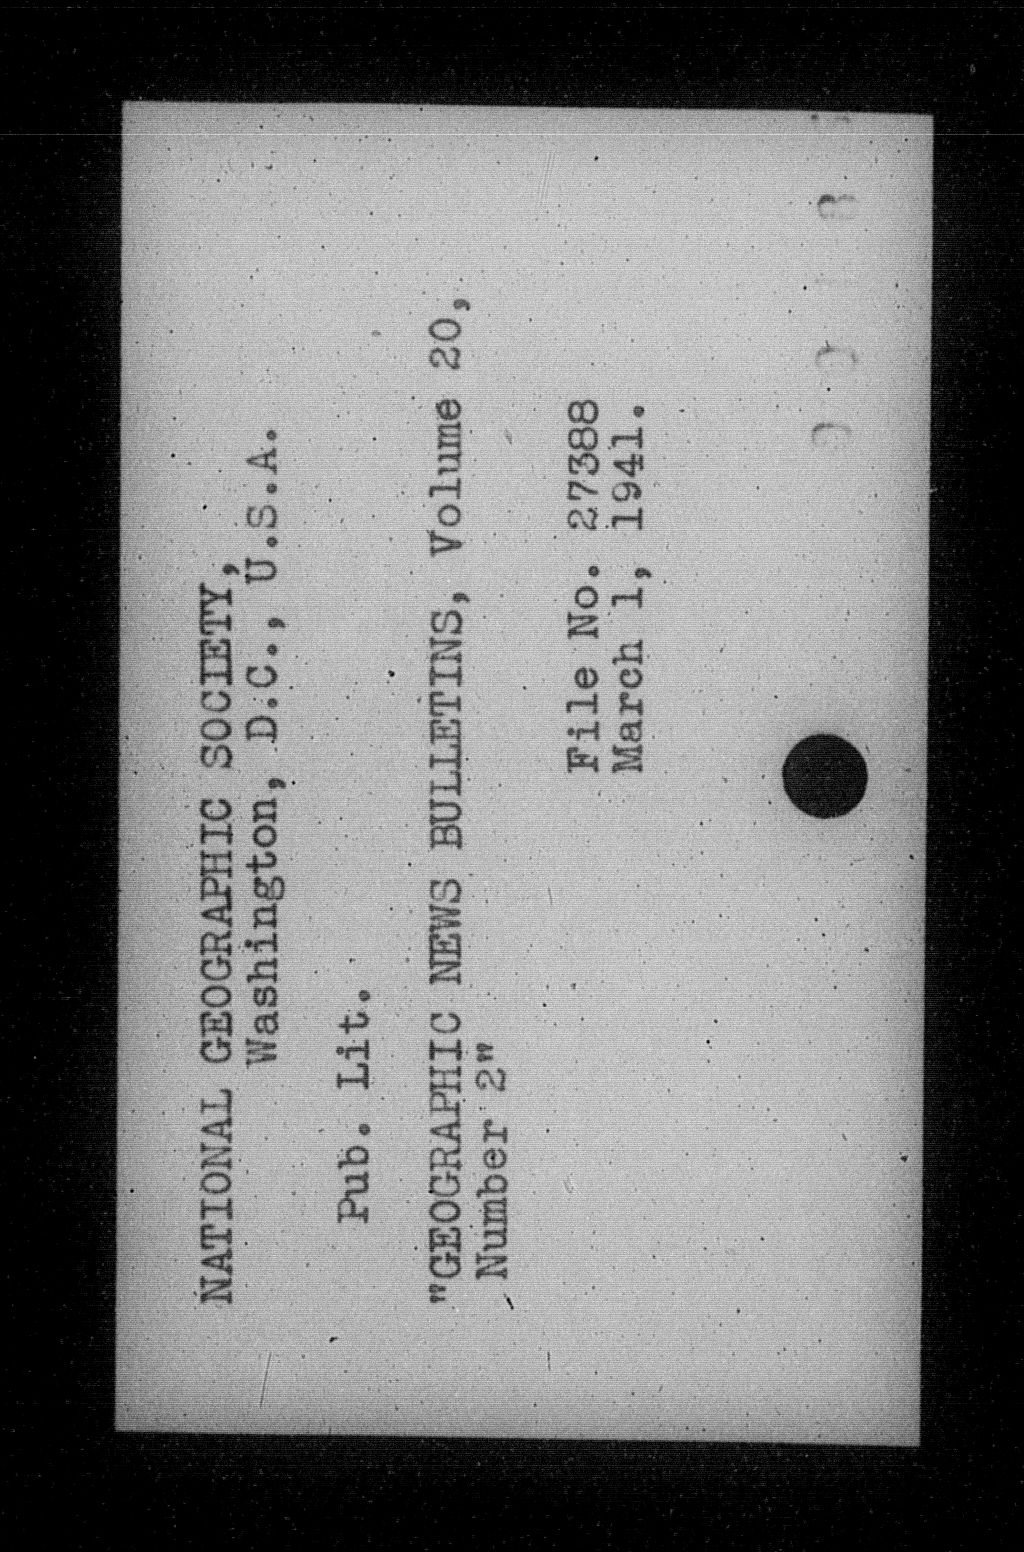 NATIONAL GEOGRAPHIC SOCIETY,
Washington, D.C., U.S.A.
Pub. Lit.
"GEOGRAPHIC NEWS BULLETINS, Volume 20,
Number 2"
File No. 27388
March 1, 1941.